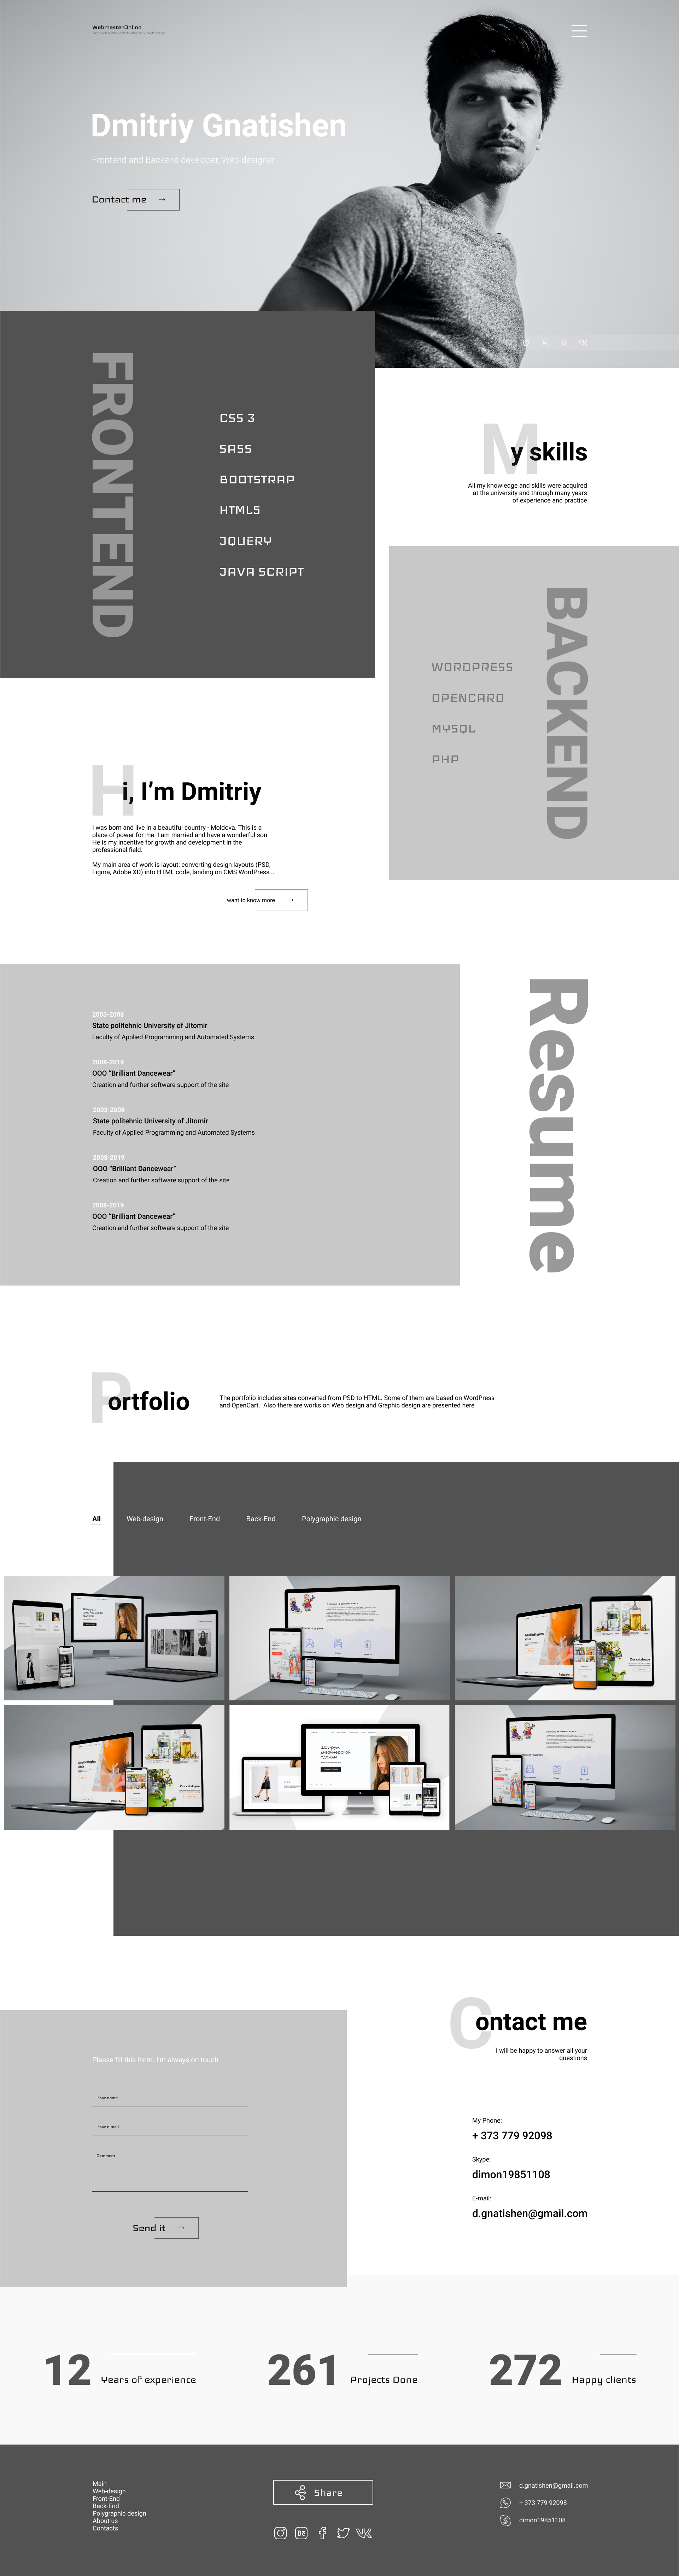 WebmasterOnline
Dmitriy Gnatishen
Frontend and Backend developer, Web-designer
Contact me →
FRONTEND
CSS 3
SASS
BOOTSTRAP
HTML5
JQUERY
JAVA SCRIPT
My skills
All my knowledge and skills were acquired
at the university and through many years
of experience and practice
BACKEND
WORDPRESS
OPENCARD
MYSQL
PHP
Hi, I’m Dmitriy
I was born and live in a beautiful country - Moldova. This is a
place of power for me. I am married and have a wonderful son.
He is my incentive for growth and development in the
professional field.
My main area of work is layout: converting design layouts (PSD,
Figma, Adobe XD) into HTML code, landing on CMS WordPress...
want to know more →
Resume
2003-2008
State politehnic University of Jitomir
Faculty of Applied Programming and Automated Systems
2008-2019
OOO “Brilliant Dancewear”
Creation and further software support of the site
2003-2008
State politehnic University of Jitomir
Faculty of Applied Programming and Automated Systems
2008-2019
OOO “Brilliant Dancewear”
Creation and further software support of the site
2008-2019
OOO “Brilliant Dancewear”
Creation and further software support of the site
Portfolio
The portfolio includes sites converted from PSD to HTML. Some of them are based on WordPress
and OpenCart. Also there are works on Web design and Graphic design are presented here
All Web-design Front-End Back-End Polygraphic design
Шоу-рум
дизайнерской
одежды
Contact me
I will be happy to answer all your
questions
Please fill this form. I'm always on touch
Your name
Your e-mail
Comment
Send it →
My Phone:
+ 373 779 92098
Skype:
dimon19851108
E-mail:
d.gnatishen@gmail.com
12 Years of experience
261 Projects Done
272 Happy clients
Main
Web-design
Front-End
Back-End
Polygraphic design
About us
Contacts
Share
d.gnatishen@gmail.com
+ 373 779 92098
dimon19851108